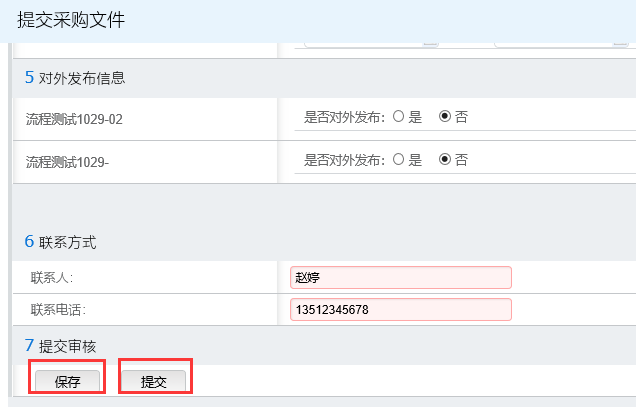 提交采购文件
5 对外发布信息
流程测试1029-02 是否对外发布: 是 否
流程测试1029- 是否对外发布: 是 否
6 联系方式
联系人: 赵婷
联系电话: 13512345678
7 提交审核
保存 提交